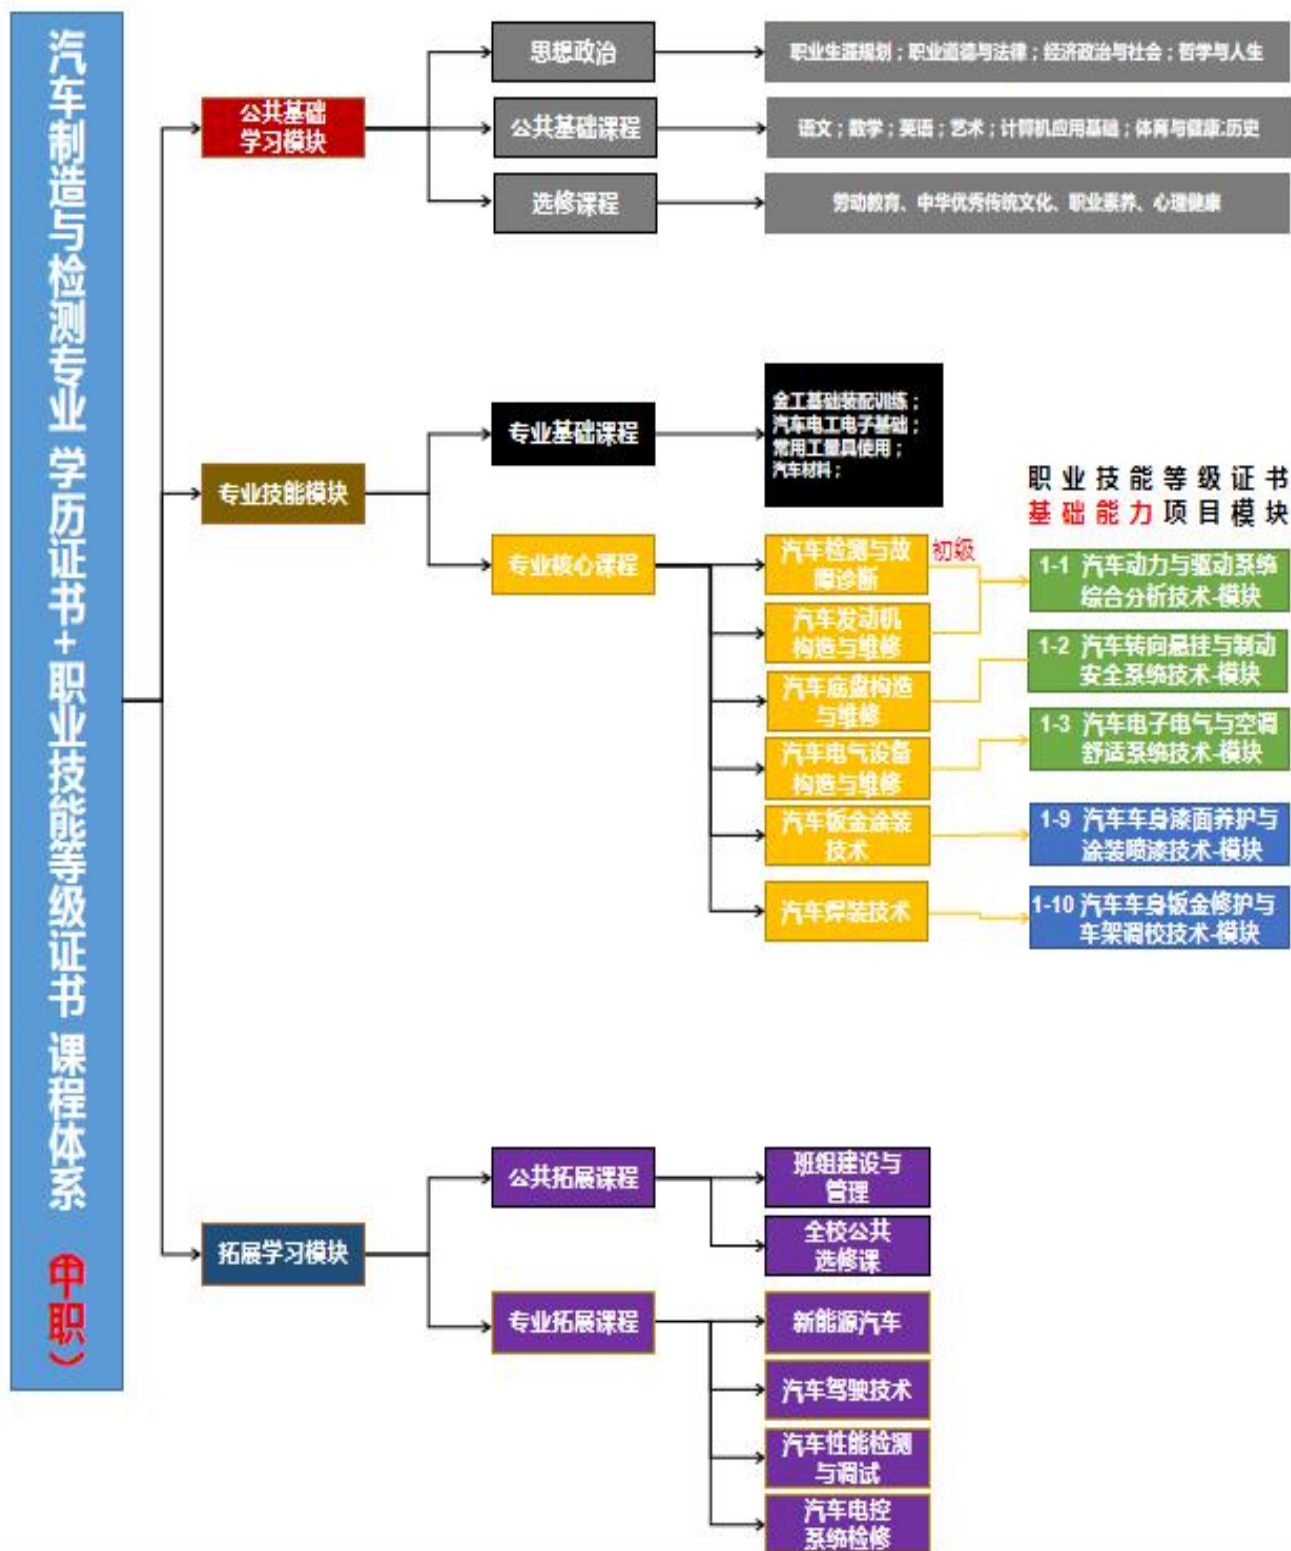 汽车制造与检测专业 学历证书+职业技能等级证书 课程体系 (中职)
公共基础
学习模块
思想政治
职业生涯规划；职业道德与法律；经济政治与社会；哲学与人生
公共基础课程
语文；数学；英语；艺术；计算机应用基础；体育与健康;历史
选修课程
劳动教育、中华优秀传统文化、职业素养、心理健康
专业技能模块
专业基础课程
金工基础装配训练；
汽车电工电子基础；
常用工量具使用；
汽车材料；
专业核心课程
职业技能等级证书
基础能力项目模块
汽车检测与故
障诊断
初级
1-1 汽车动力与驱动系统
综合分析技术-模块
汽车发动机
构造与维修
1-2 汽车转向悬挂与制动
安全系统技术-模块
汽车底盘构造
与维修
1-3 汽车电子电气与空调
舒适系统技术-模块
汽车电气设备
构造与维修
汽车钣金涂装
技术
1-9 汽车车身漆面养护与
涂装喷漆技术-模块
汽车焊装技术
1-10 汽车车身钣金修护与
车架调校技术-模块
拓展学习模块
公共拓展课程
班组建设与
管理
全校公共
选修课
专业拓展课程
新能源汽车
汽车驾驶技术
汽车性能检测
与调试
汽车电控
系统检修